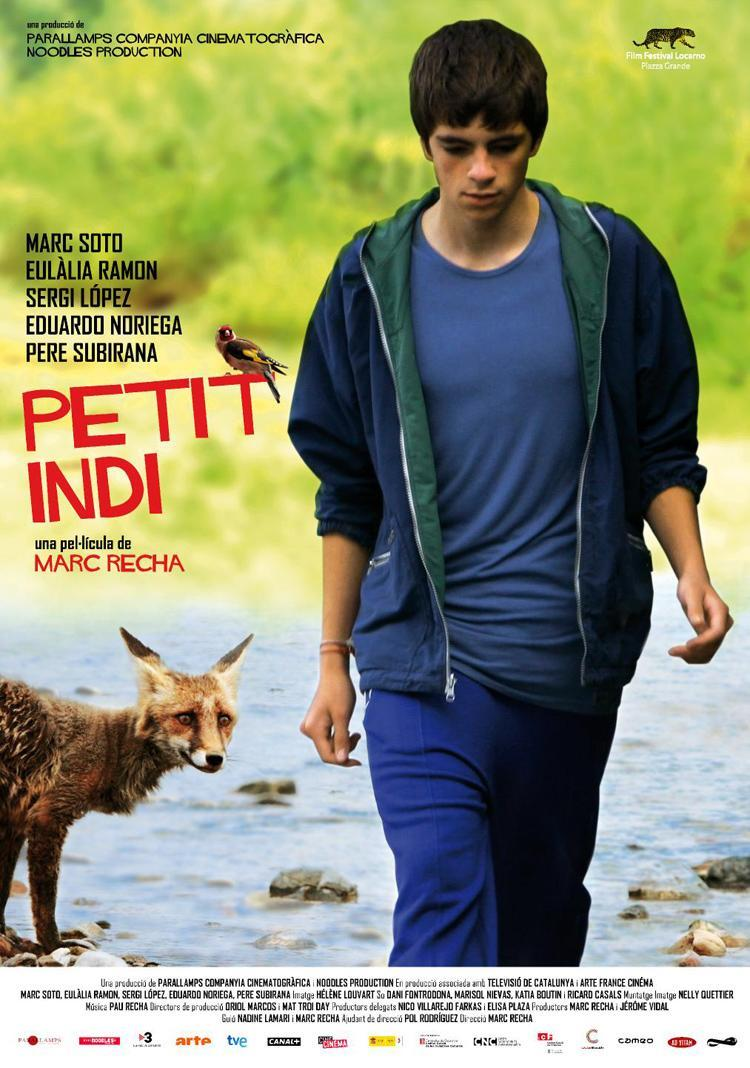 una producció de
PARALLAMPS COMPANYIA CINEMATOGRÀFICA
NOODLES PRODUCTION
Film Festival Locarno
Piazza Grande
MARC SOTO
EULÀLIA RAMON
SERGI LÓPEZ
EDUARDO NORIEGA
PERE SUBIRANA
PETIT
INDI
una pel·lícula de
MARC RECHA
Una producció de PARALLAMPS COMPANYIA CINEMATOGRÀFICA i NOODLES PRODUCTION En producció associada amb TELEVISIÓ DE CATALUNYA i ARTE FRANCE CINÉMA
MARC SOTO, EULÀLIA RAMON, SERGI LÓPEZ, EDUARDO NORIEGA, PERE SUBIRANA Imatge HÉLÈNE LOUVART So DANI FONTRODONA, MARISOL NIEVAS, KATIA BOUTIN i RICARD CASALS Muntatge Imatge NELLY QUETTIER
Música PAU RECHA Directors de producció ORIOL MARCOS i MAT TROI DAY Productors delegats NICO VILLAREJO FARKAS i ELISA PLAZA Productors MARC RECHA i JÉRÔME VIDAL
Guió NADINE LAMARI i MARC RECHA Ajudant de direcció POL RODRÍGUEZ Direcció MARC RECHA
PARALLAMPS NOODLES 3 arte tve CANAL+ CINÉMA CNC cameo